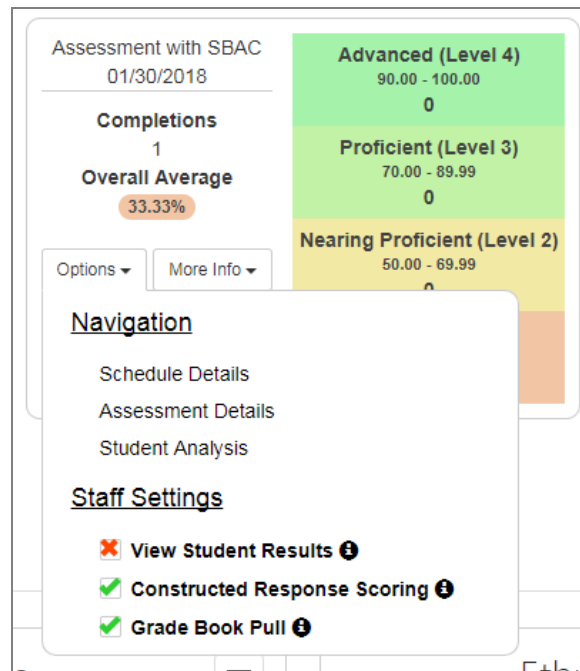 Assessment with SBAC
01/30/2018
Completions
1
Overall Average
33.33%
Options
More Info
Advanced (Level 4)
90.00 - 100.00
0
Proficient (Level 3)
70.00 - 89.99
0
Nearing Proficient (Level 2)
50.00 - 69.99
0
Navigation
Schedule Details
Assessment Details
Student Analysis
Staff Settings
View Student Results
Constructed Response Scoring
Grade Book Pull